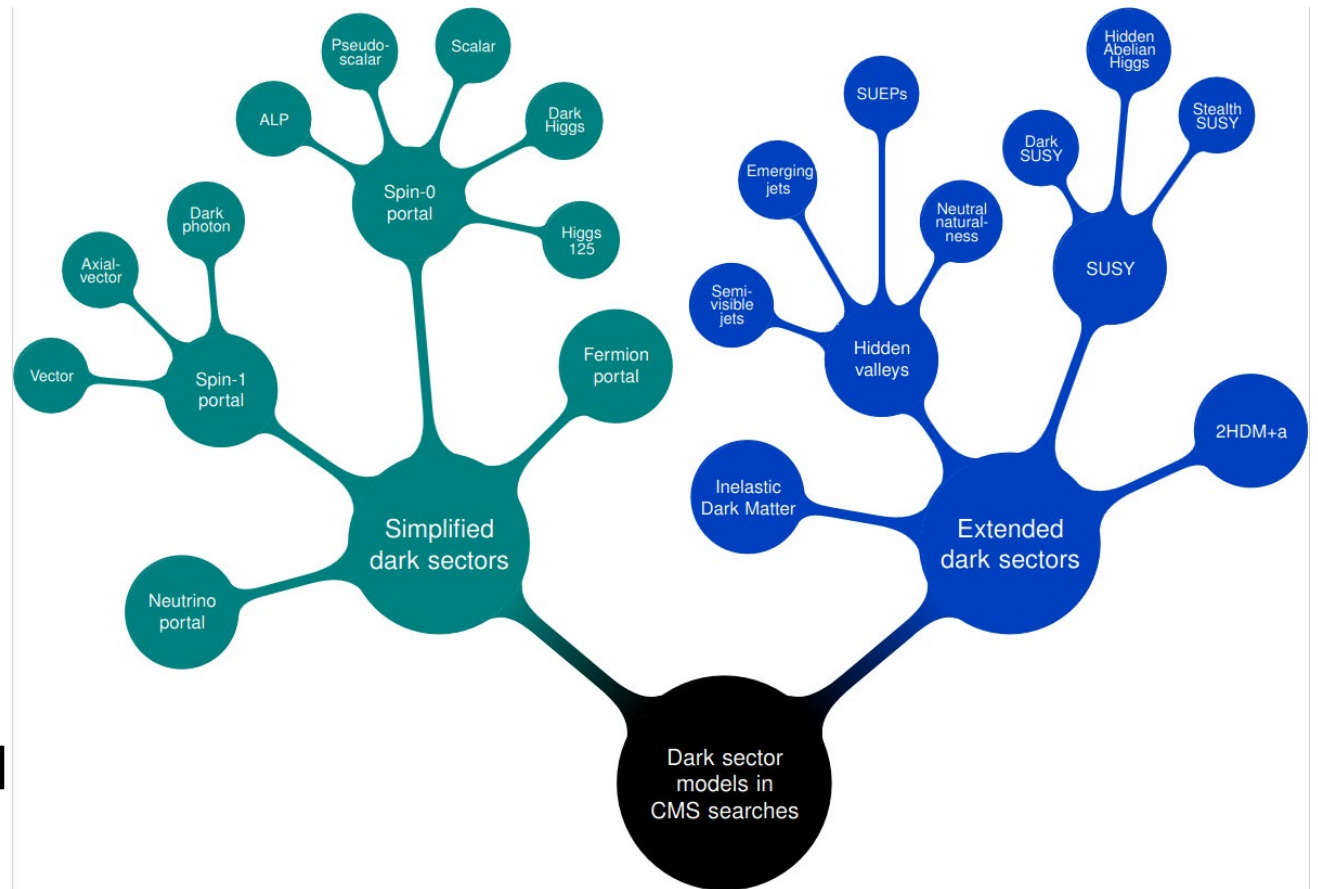 Pseudo-
scalar
Scalar
ALP
Dark
Higgs
Spin-0
portal
Higgs
125
Dark
photon
Axial-
vector
Vector
Spin-1
portal
Fermion
portal
Simplified
dark sectors
Neutrino
portal
Hidden
Abelian
Higgs
SUEPs
Stealth
SUSY
Dark
SUSY
Emerging
jets
Neutral
natural-
ness
SUSY
Semi-
visible
jets
Hidden
valleys
2HDM+a
Inelastic
Dark Matter
Extended
dark sectors
Dark sector
models in
CMS searches